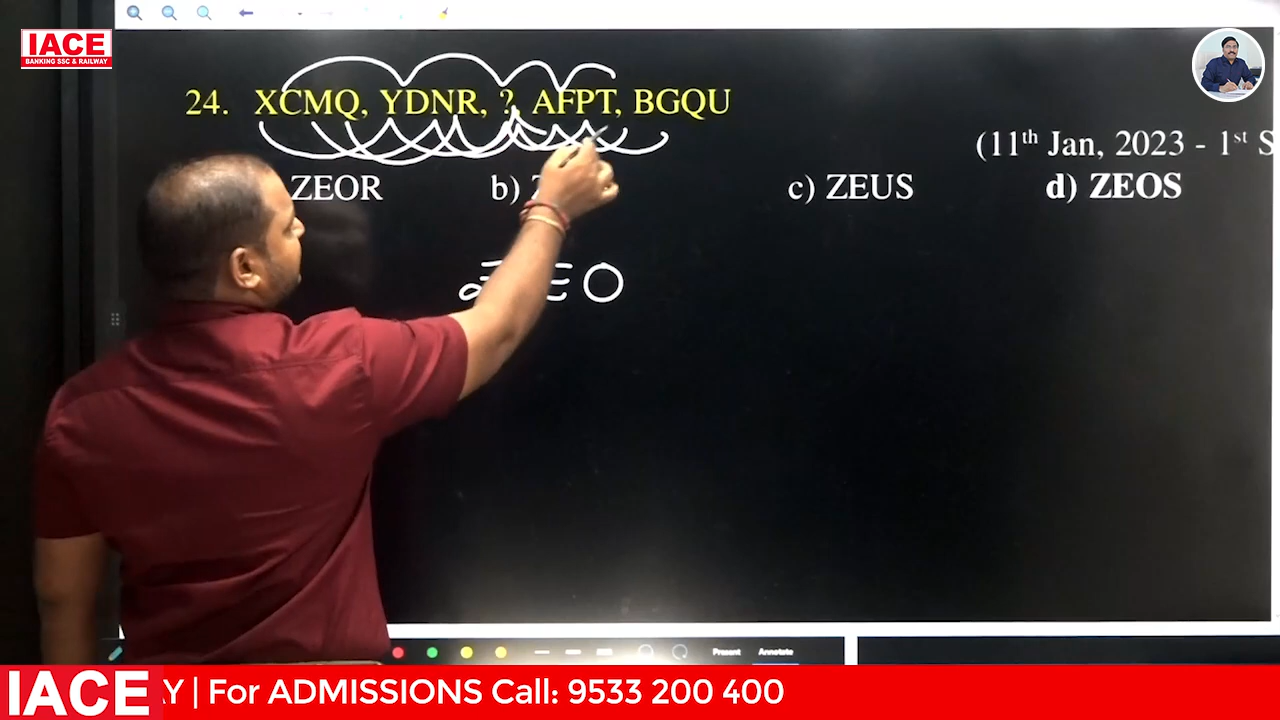 IACE
BANKING SSC & RAILWAY
24. XCMQ, YDNR, ?, AFPT, BGQU
(11th Jan, 2023 - 1st S
ZEOR b) c) ZEUS d) ZEOS
E O
Present Annotate
IACE AY | For ADMISSIONS Call: 9533 200 400